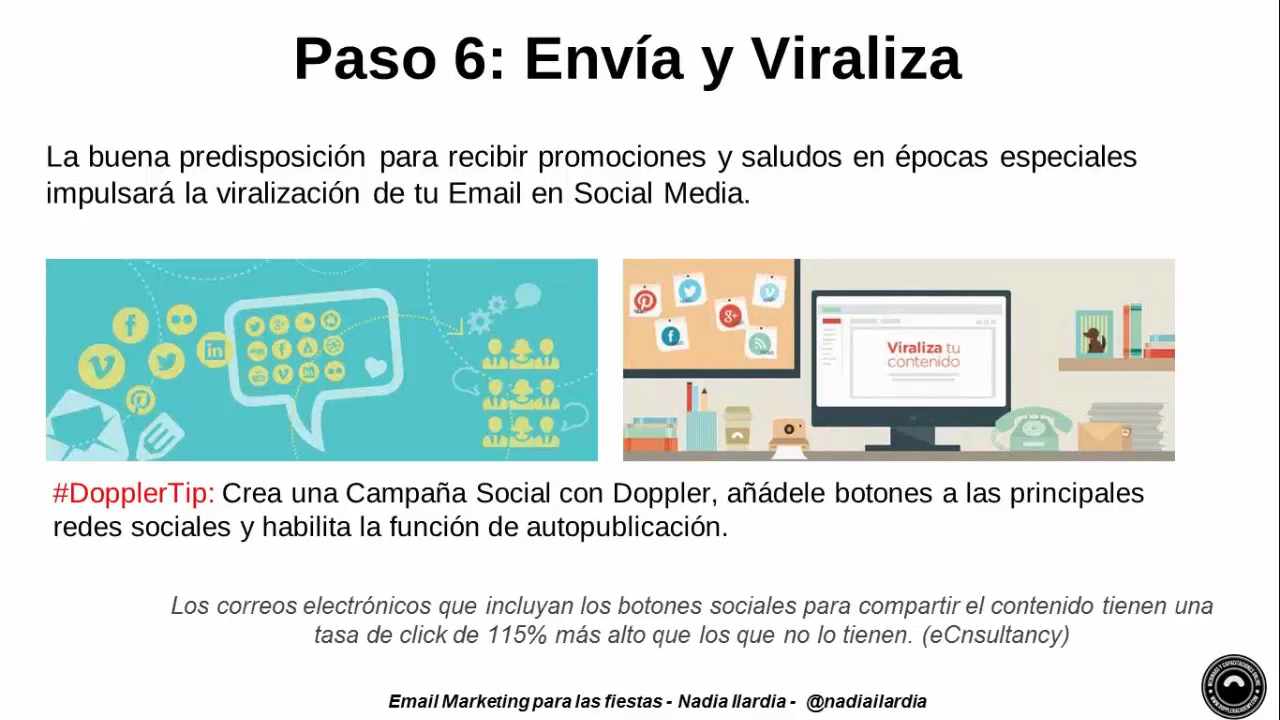 Paso 6: Envía y Viraliza
La buena predisposición para recibir promociones y saludos en épocas especiales
impulsará la viralización de tu Email en Social Media.
Viraliza tu
contenido
#DopplerTip: Crea una Campaña Social con Doppler, añádele botones a las principales
redes sociales y habilita la función de autopublicación.
Los correos electrónicos que incluyan los botones sociales para compartir el contenido tienen una
tasa de click de 115% más alto que los que no lo tienen. (eCnsultancy)
Email Marketing para las fiestas - Nadia Ilardia - @nadiailardia